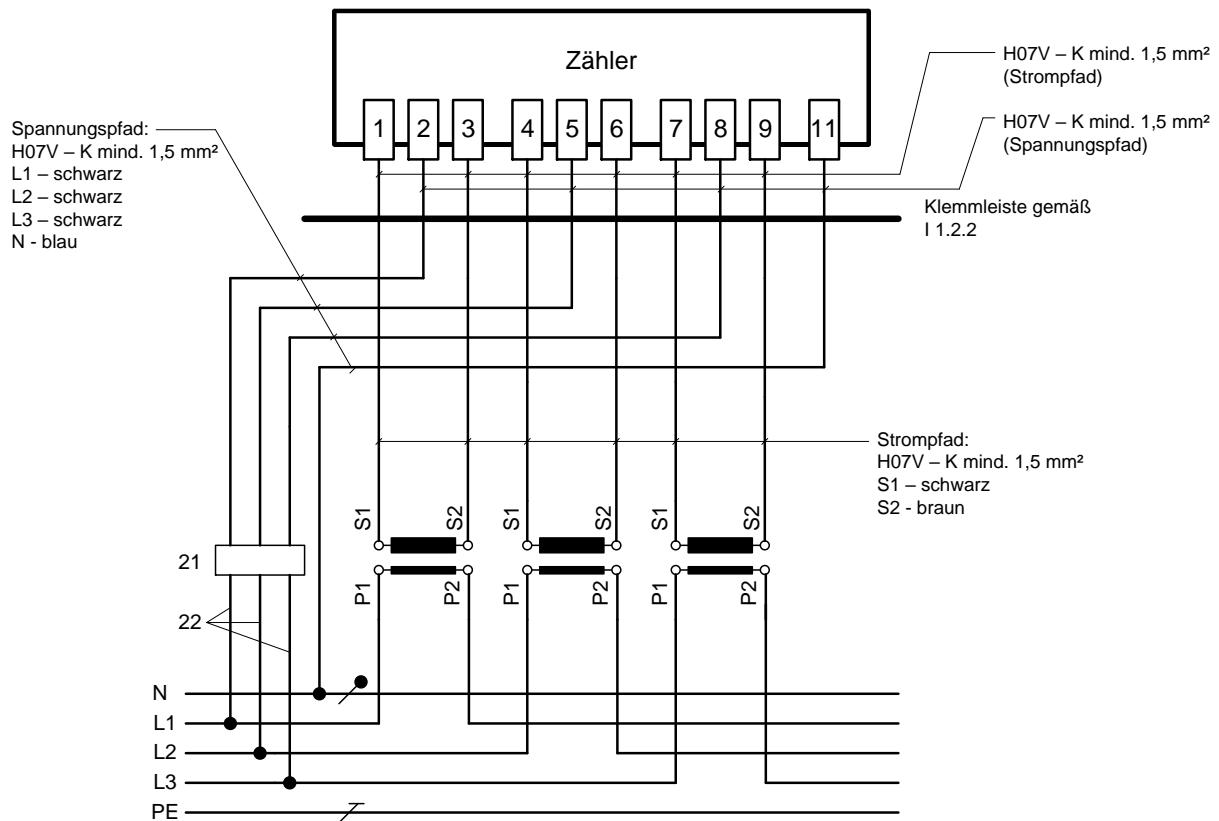 Zähler
1 2 3 4 5 6 7 8 9 11
H07V – K mind. 1,5 mm²
(Strompfad)
H07V – K mind. 1,5 mm²
(Spannungspfad)
Spannungspfad:
H07V – K mind. 1,5 mm²
L1 – schwarz
L2 – schwarz
L3 – schwarz
N - blau
Klemmleiste gemäß
I 1.2.2
Strompfad:
H07V – K mind. 1,5 mm²
S1 – schwarz
S2 - braun
S1 S2 S1 S2 S1 S2
21
P1 P2 P1 P2 P1 P2
22
N
L1
L2
L3
PE